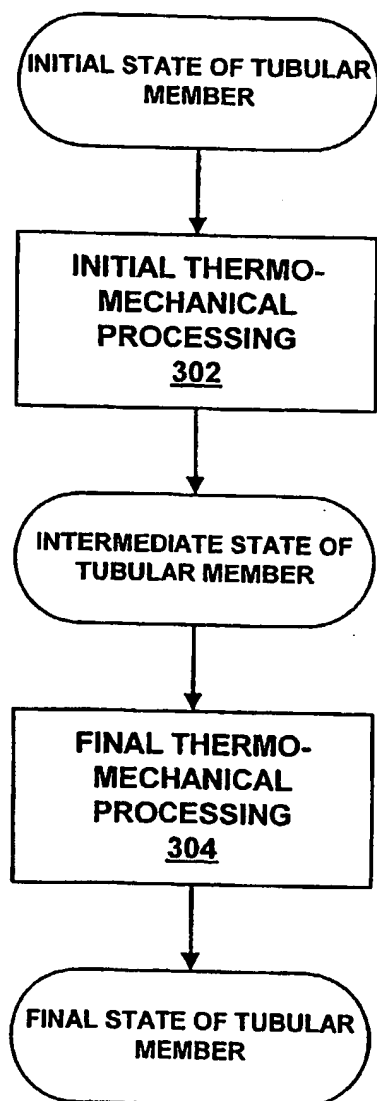 INITIAL STATE OF TUBULAR
MEMBER
INITIAL THERMO-
MECHANICAL
PROCESSING
302
INTERMEDIATE STATE OF
TUBULAR MEMBER
FINAL THERMO-
MECHANICAL
PROCESSING
304
FINAL STATE OF TUBULAR
MEMBER